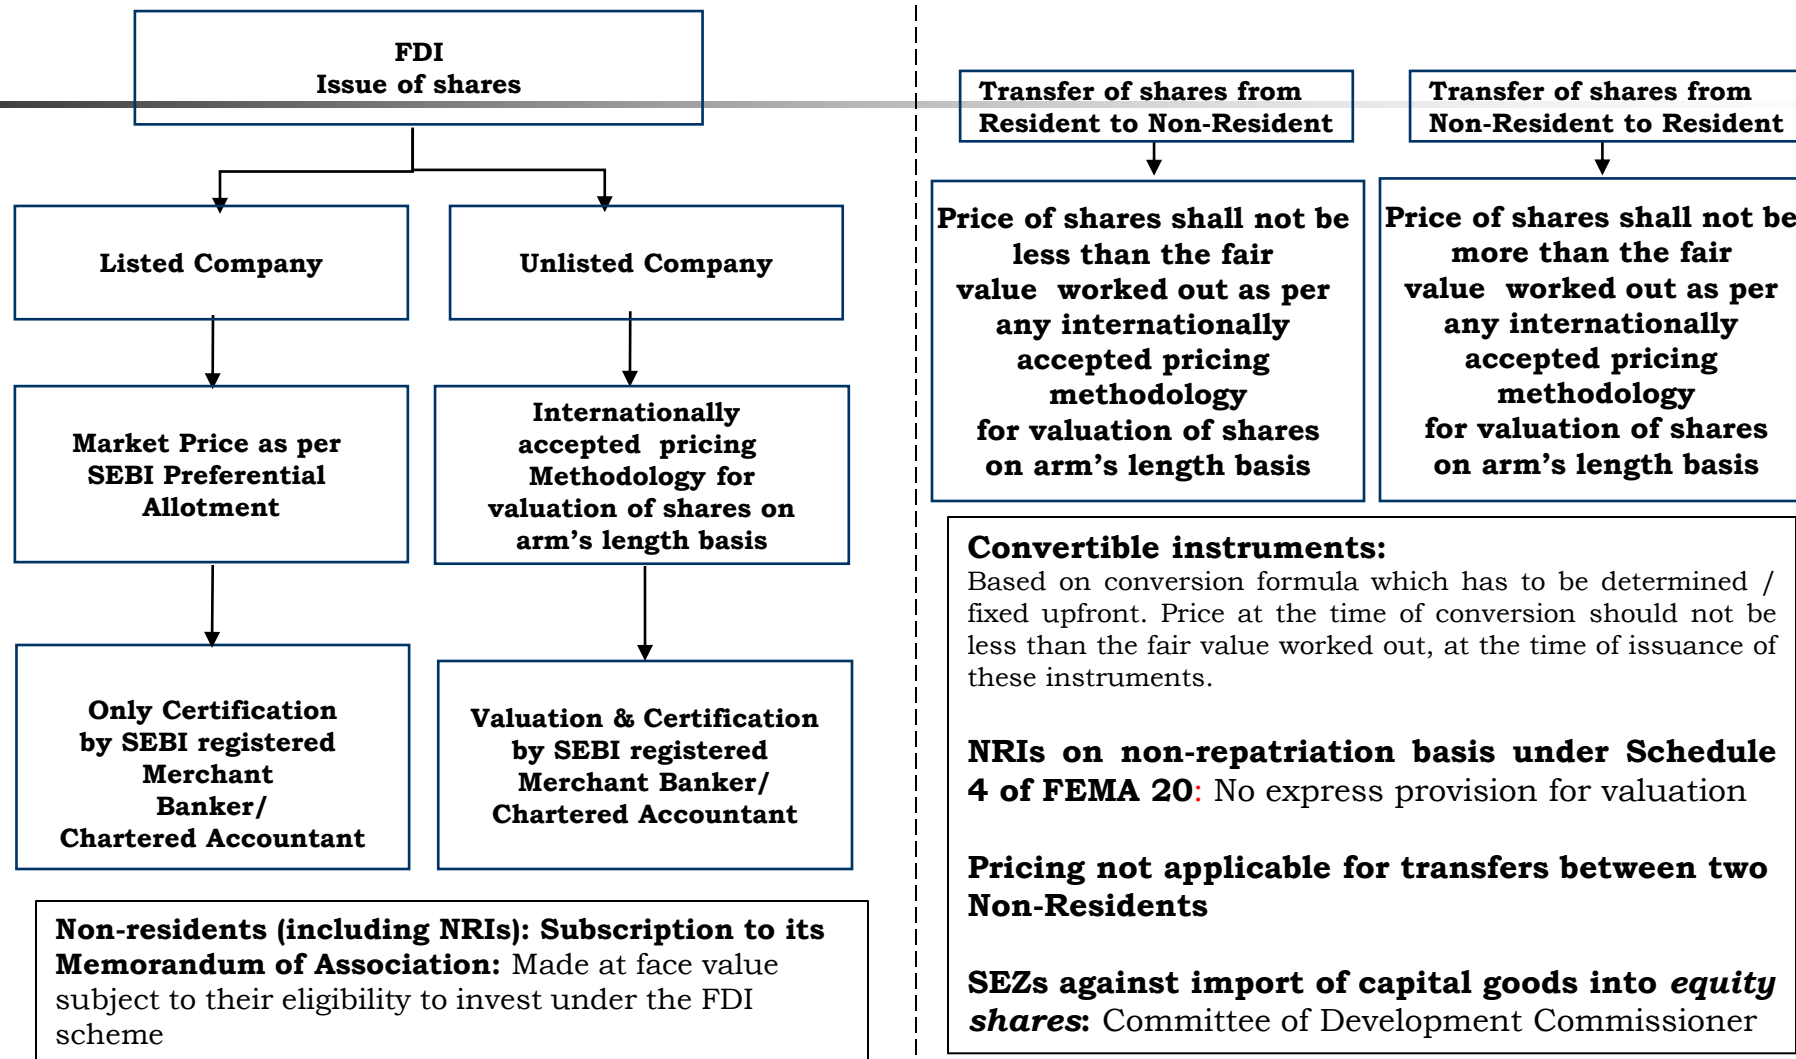 FDI
Issue of shares
Listed Company
Unlisted Company
Market Price as per
SEBI Preferential
Allotment
Internationally
accepted pricing
Methodology for
valuation of shares on
arm’s length basis
Only Certification
by SEBI registered
Merchant
Banker/
Chartered Accountant
Valuation & Certification
by SEBI registered
Merchant Banker/
Chartered Accountant
Non-residents (including NRIs): Subscription to its
Memorandum of Association: Made at face value
subject to their eligibility to invest under the FDI
scheme
Transfer of shares from
Resident to Non-Resident
Transfer of shares from
Non-Resident to Resident
Price of shares shall not be
less than the fair
value worked out as per
any internationally
accepted pricing
methodology
for valuation of shares
on arm’s length basis
Price of shares shall not be
more than the fair
value worked out as per
any internationally
accepted pricing
methodology
for valuation of shares
on arm’s length basis
Convertible instruments:
Based on conversion formula which has to be determined /
fixed upfront. Price at the time of conversion should not be
less than the fair value worked out, at the time of issuance of
these instruments.
NRIs on non-repatriation basis under Schedule
4 of FEMA 20: No express provision for valuation
Pricing not applicable for transfers between two
Non-Residents
SEZs against import of capital goods into equity
shares: Committee of Development Commissioner